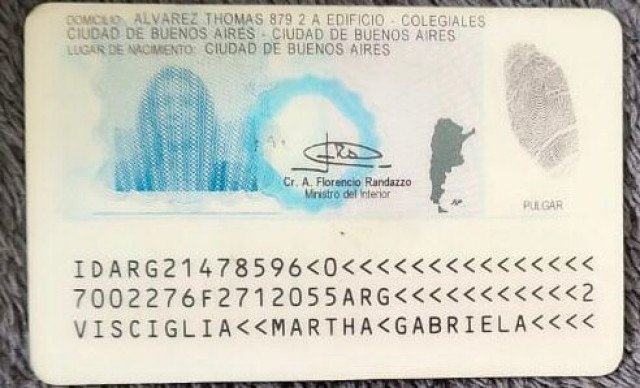 DOMICILIO: ALVAREZ THOMAS 879 2 A EDIFICIO - COLEGIALES
CIUDAD DE BUENOS AIRES - CIUDAD DE BUENOS AIRES
LUGAR DE NACIMIENTO: CIUDAD DE BUENOS AIRES
Cr. A. Florencio Randazzo
Ministro del Interior
PULGAR
IDARG21478596<0<<<<<<<<<<<<<<<
7002276F2712055ARG<<<<<<<<<<<2
VISCIGLIA<<MARTHA<GABRIELA<<<<